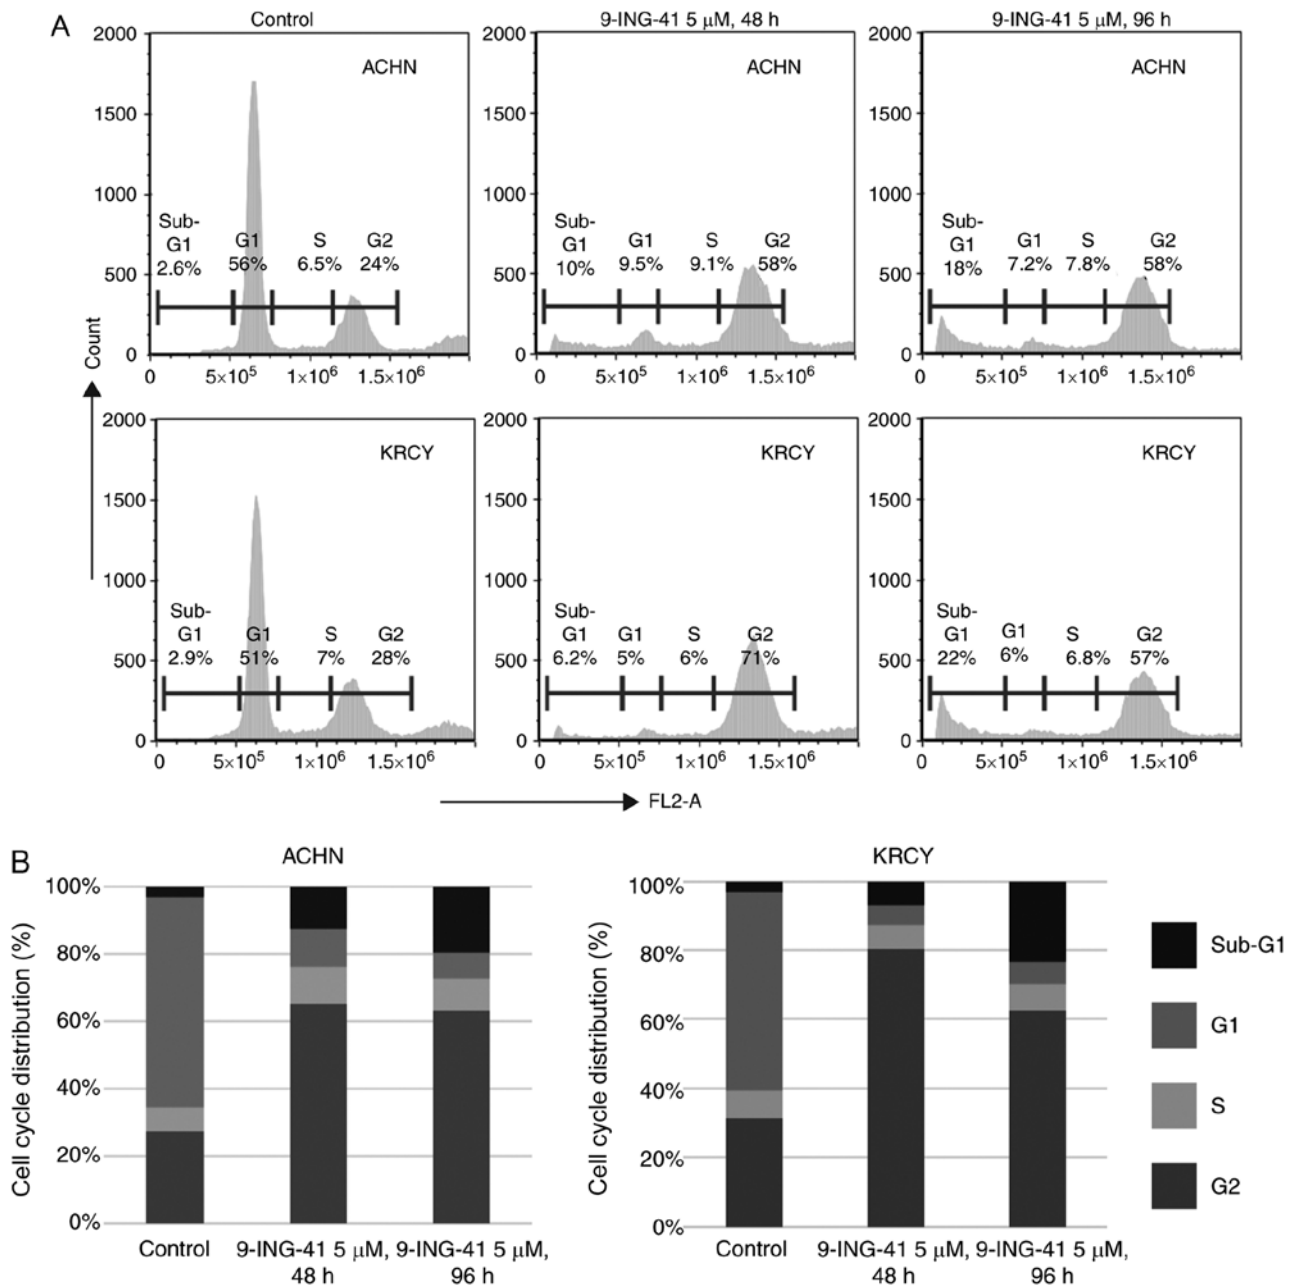 A
Control
9-ING-41 5 µM, 48 h
9-ING-41 5 µM, 96 h
2000
1500
1000
500
0
ACHN
Sub-
G1
2.6%
G1
56%
S
6.5%
G2
24%
0
5×10⁵
1×10⁶
1.5×10⁶
2000
1500
1000
500
0
ACHN
Sub-
G1
10%
G1
9.5%
S
9.1%
G2
58%
0
5×10⁵
1×10⁶
1.5×10⁶
2000
1500
1000
500
0
ACHN
Sub-
G1
18%
G1
7.2%
S
7.8%
G2
58%
0
5×10⁵
1×10⁶
1.5×10⁶
Count
2000
1500
1000
500
0
KRCY
Sub-
G1
2.9%
G1
51%
S
7%
G2
28%
0
5×10⁵
1×10⁶
1.5×10⁶
2000
1500
1000
500
0
KRCY
Sub-
G1
6.2%
G1
5%
S
6%
G2
71%
0
5×10⁵
1×10⁶
1.5×10⁶
2000
1500
1000
500
0
KRCY
Sub-
G1
22%
G1
6%
S
6.8%
G2
57%
0
5×10⁵
1×10⁶
1.5×10⁶
FL2-A
B
ACHN
Cell cycle distribution (%)
100%
80%
60%
40%
20%
0%
Control
9-ING-41 5 µM,
48 h
9-ING-41 5 µM,
96 h
KRCY
Cell cycle distribution (%)
100%
80%
60%
40%
20%
0%
Control
9-ING-41 5 µM,
48 h
9-ING-41 5 µM,
96 h
Sub-G1
G1
S
G2